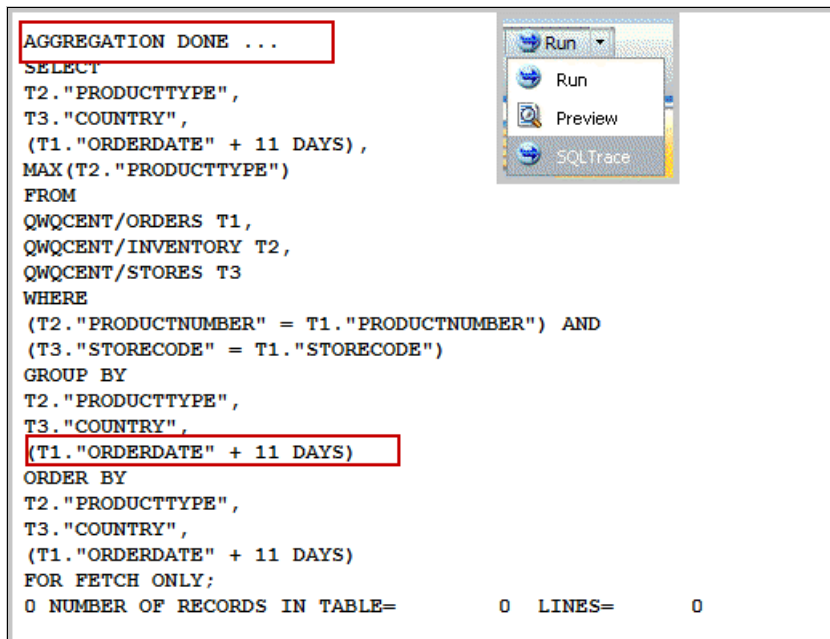 AGGREGATION DONE ...
SELECT
T2."PRODUCTTYPE",
T3."COUNTRY",
(T1."ORDERDATE" + 11 DAYS),
MAX(T2."PRODUCTTYPE")
FROM
QWQCENT/ORDERS T1,
QWQCENT/INVENTORY T2,
QWQCENT/STORES T3
WHERE
(T2."PRODUCTNUMBER" = T1."PRODUCTNUMBER") AND
(T3."STORECODE" = T1."STORECODE")
GROUP BY
T2."PRODUCTTYPE",
T3."COUNTRY",
(T1."ORDERDATE" + 11 DAYS)
ORDER BY
T2."PRODUCTTYPE",
T3."COUNTRY",
(T1."ORDERDATE" + 11 DAYS)
FOR FETCH ONLY;
0 NUMBER OF RECORDS IN TABLE= 0 LINES= 0
Run
Run
Preview
SQLTrace